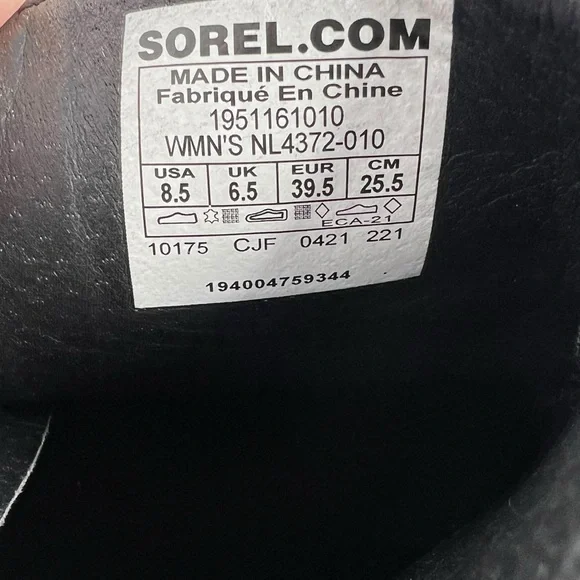 SOREL.COM
MADE IN CHINA
Fabriqué En Chine
1951161010
WMN'S NL4372-010
USA UK EUR CM
8.5 6.5 39.5 25.5
ECA-21
10175 CJF 0421 221
194004759344